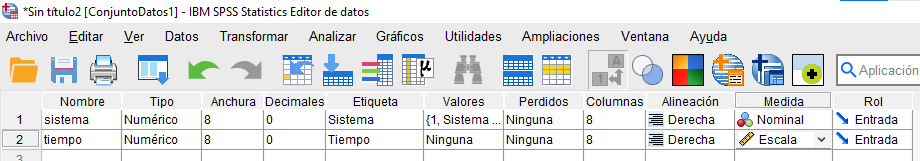 *Sin título2 [ConjuntoDatos1] - IBM SPSS Statistics Editor de datos
Archivo Editar Ver Datos Transformar Analizar Gráficos Utilidades Ampliaciones Ventana Ayuda
μ A 14 Aplicación
Nombre Tipo Anchura Decimales Etiqueta Valores Perdidos Columnas Alineación Medida Rol
1 sistema Numérico 8 0 Sistema {1, Sistema ... Ninguna 8 Derecha Nominal Entrada
2 tiempo Numérico 8 0 Tiempo Ninguna Ninguna 8 Derecha Escala Entrada